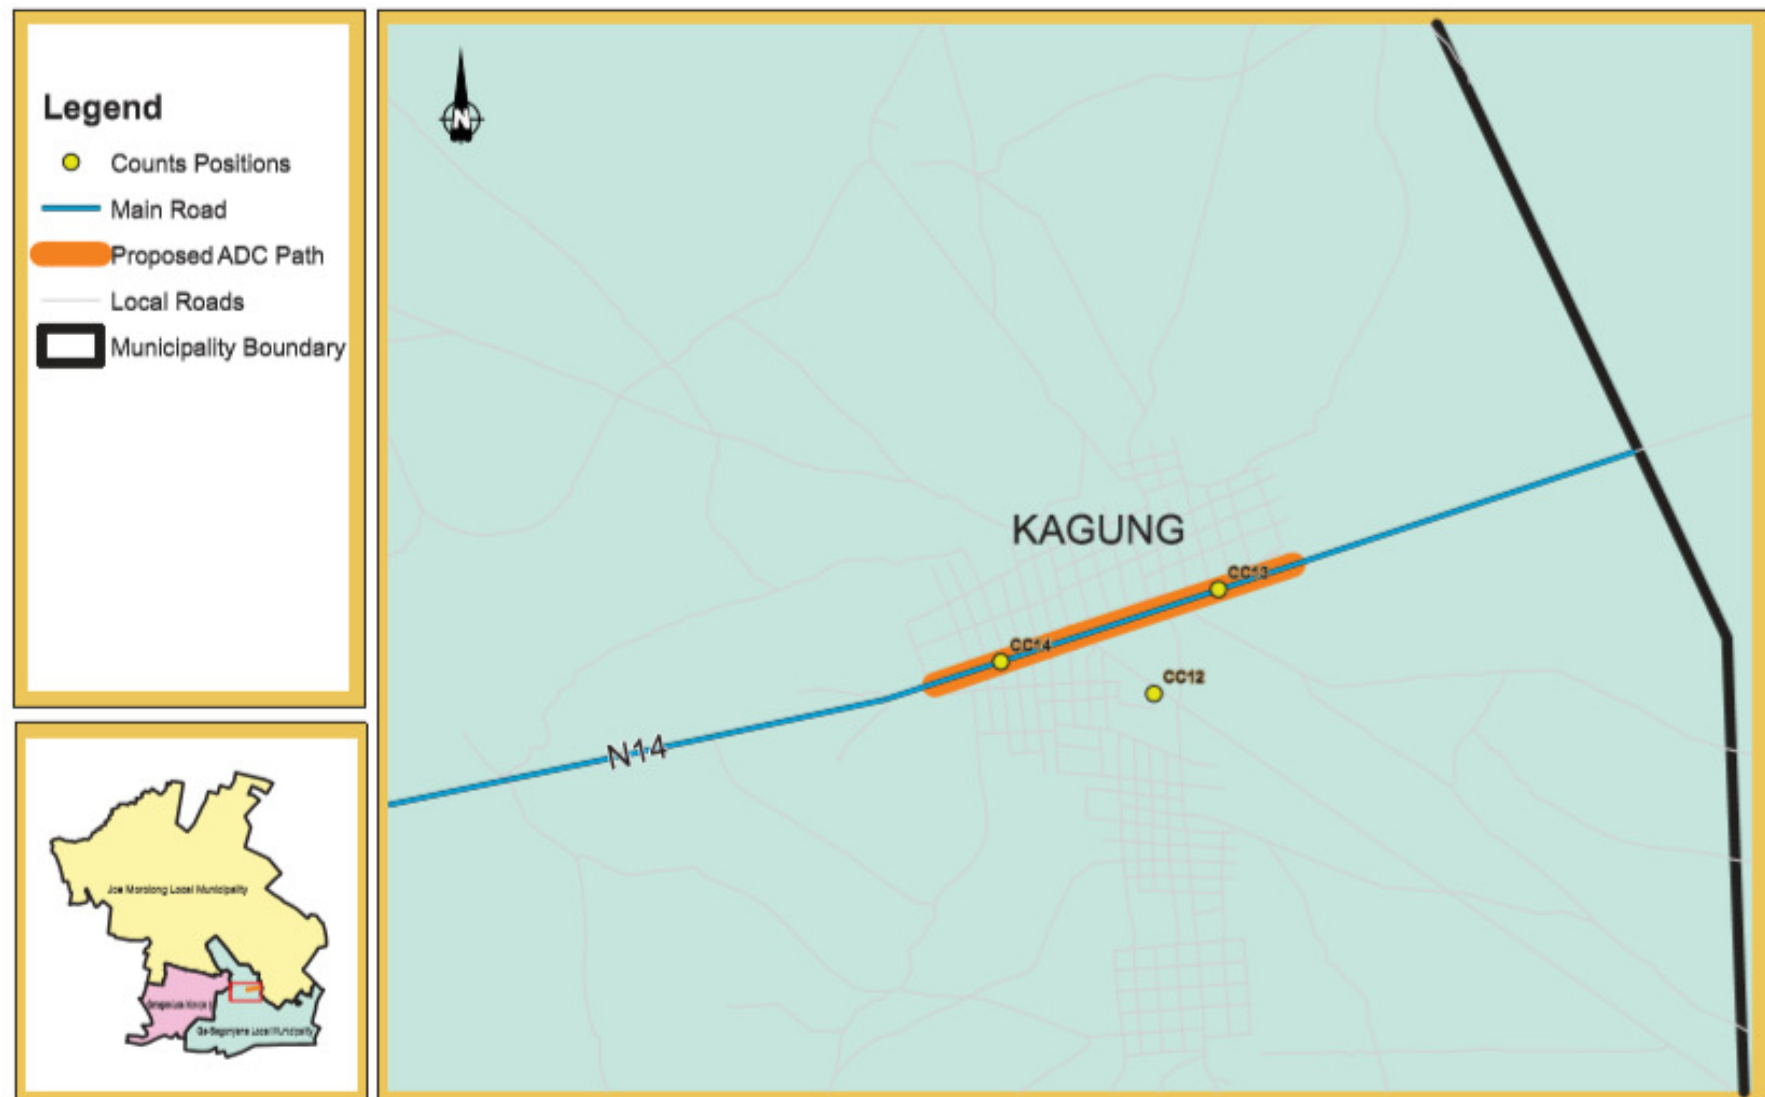 Legend
Counts Positions
Main Road
Proposed ADC Path
Local Roads
Municipality Boundary
N
KAGUNG
CC13
CC14
CC12
N14
Joe Morolong Local Municipality
Ga-Segonyana Local Municipality